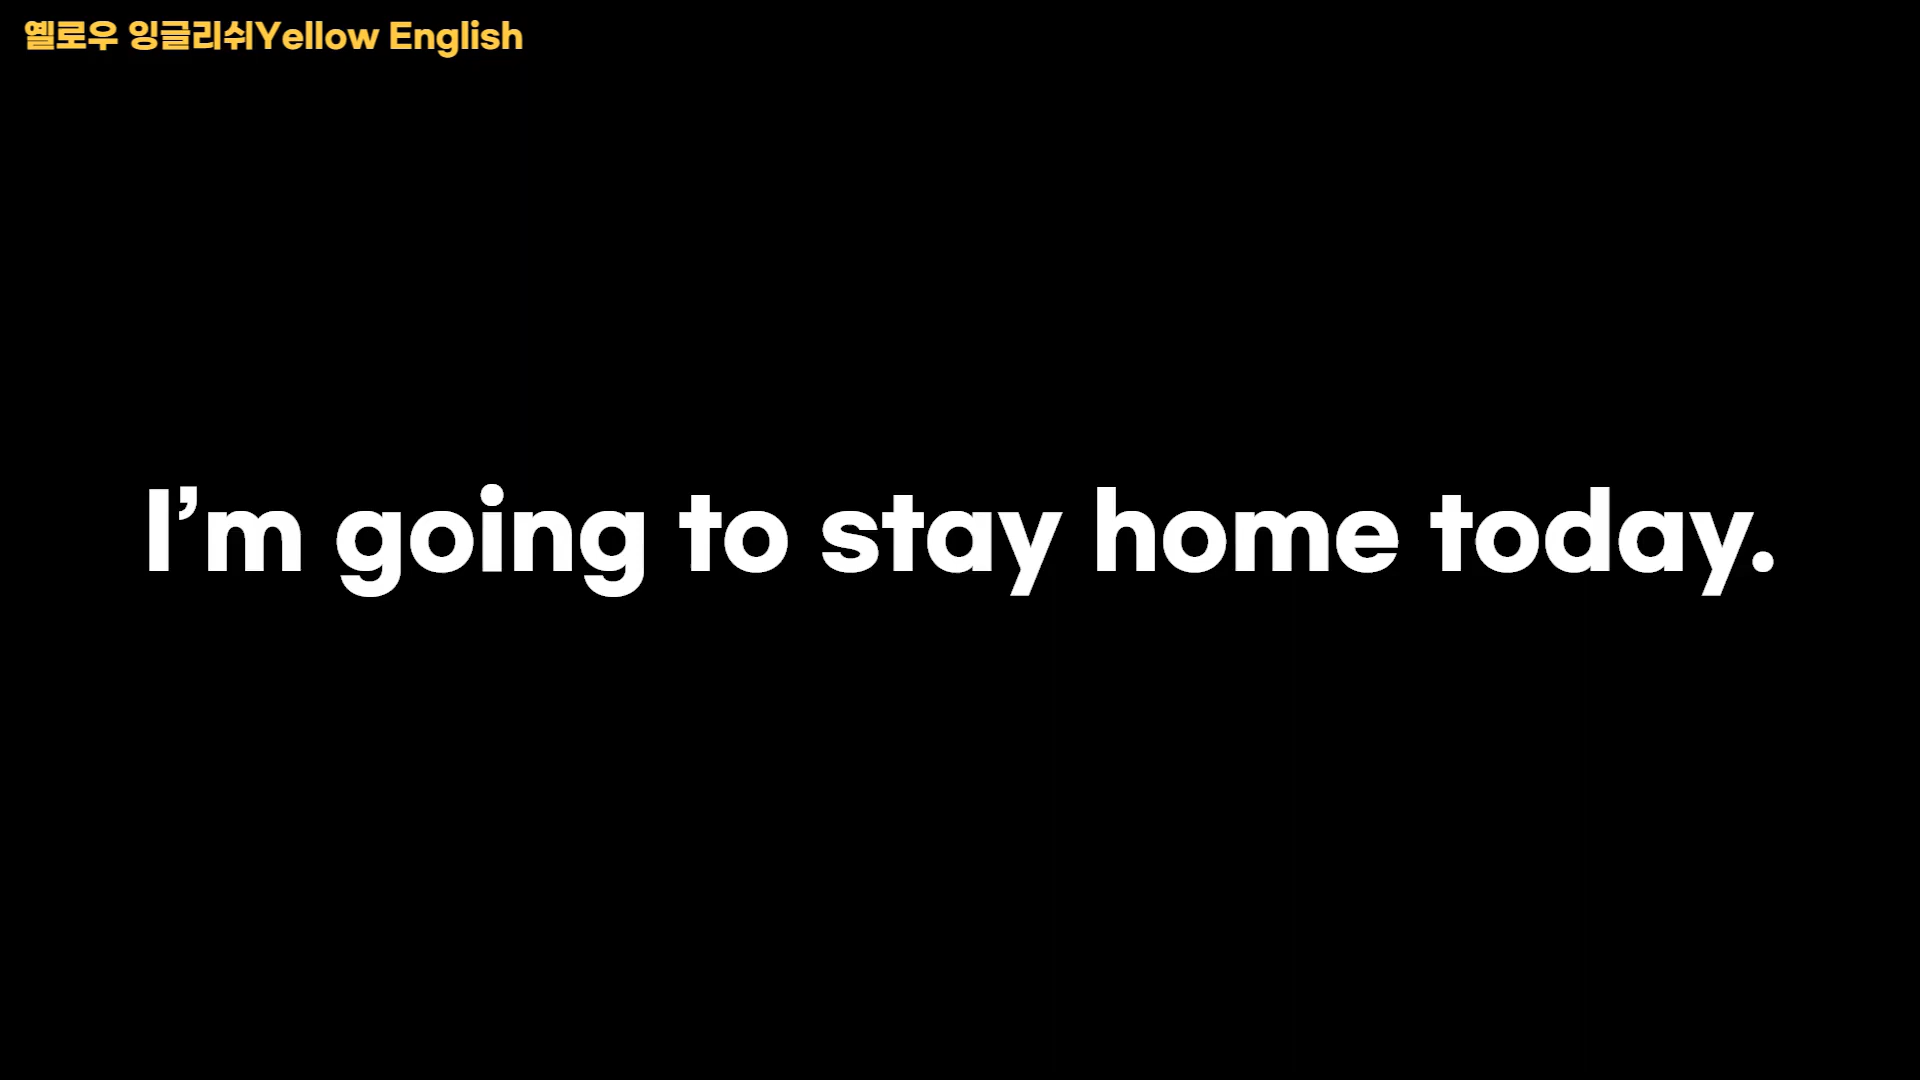 옐로우 잉글리쉬Yellow English
I’m going to stay home today.